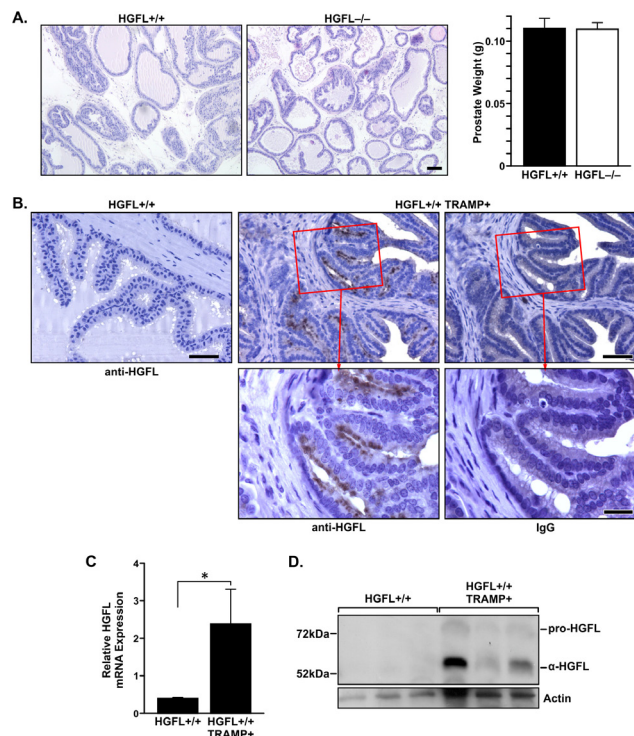 A.
HGFL+/+
HGFL–/–
Prostate Weight (g)
0.10
0.05
0
HGFL+/+ HGFL–/–
B.
HGFL+/+
HGFL+/+ TRAMP+
anti-HGFL
anti-HGFL
IgG
C
Relative HGFL
mRNA Expression
4
3
2
1
0
*
HGFL+/+ HGFL+/+
TRAMP+
D.
HGFL+/+
HGFL+/+
TRAMP+
72kDa
52kDa
pro-HGFL
α-HGFL
Actin